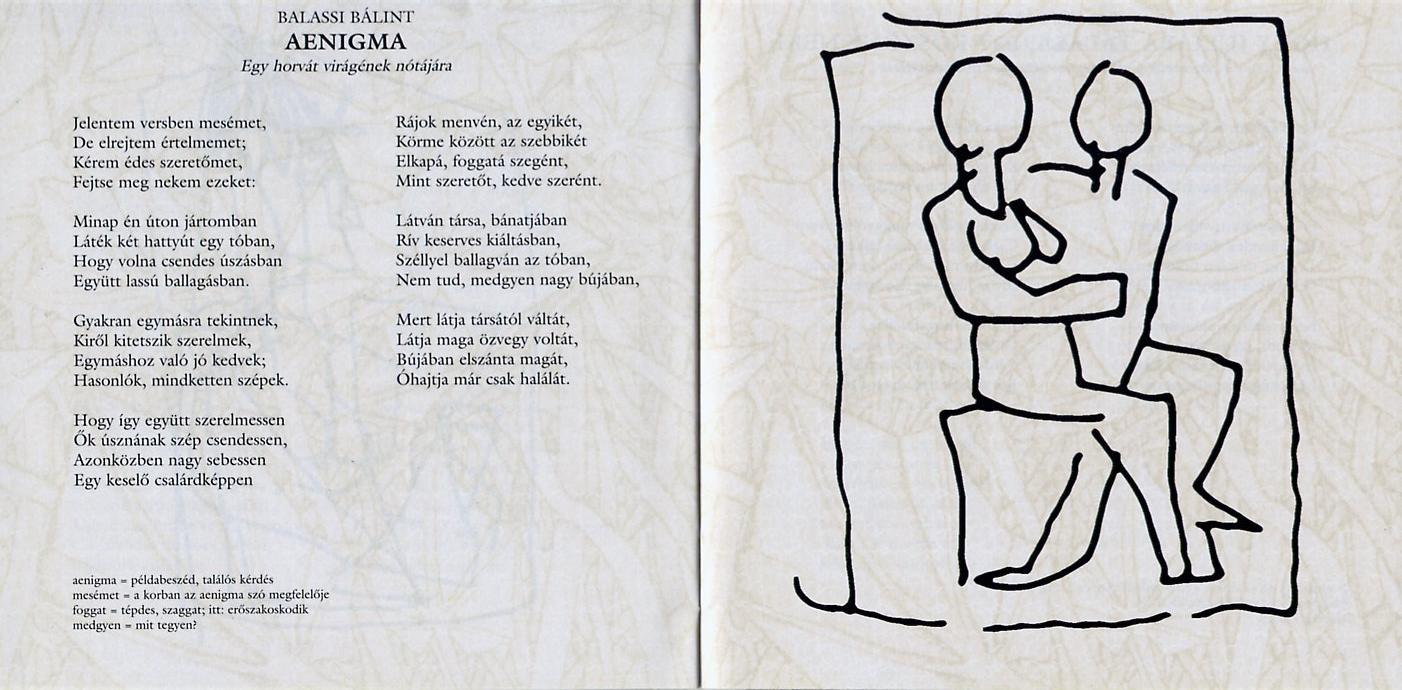 BALASSI BÁLINT
AENIGMA
Egy horvát virágének nótájára
Jelentem versben mesémet,
De elrejtem értelmemet;
Kérem édes szeretőmet,
Fejtse meg nekem ezeket:
Minap én úton jártomban
Láték két hattyút egy tóban,
Hogy volna csendes úszásban
Együtt lassú ballagásban.
Gyakran egymásra tekintnek,
Kiről kitetszik szerelmek,
Egymáshoz való jó kedvek;
Hasonlók, mindketten szépek.
Hogy így együtt szerelmessen
Ők úsznának szép csendessen,
Azonközben nagy sebessen
Egy keselő csalárdképpen
Rájok menvén, az egyikét,
Körme között az szebbikét
Elkapá, foggatá szegént,
Mint szeretőt, kedve szerént.
Látván társa, bánatjában
Rív keserves kiáltásban,
Széllyel ballagván az tóban,
Nem tud, medgyen nagy bújában,
Mert látja társától váltát,
Látja maga özvegy voltát,
Bújában elszánta magát,
Óhajtja már csak halálát.
aenigma = példabeszéd, találós kérdés
mesémet = a korban az aenigma szó megfelelője
foggat = tépdes, szaggat; itt: erőszakoskodik
medgyen = mit tegyen?